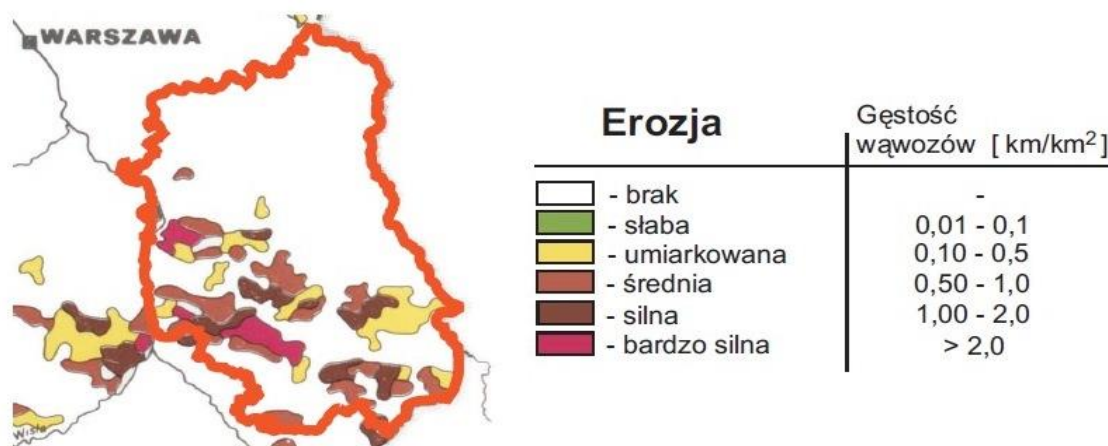 WARSZAWA
Wisła
Erozja
Gęstość
wąwozów [ km/km²]
- brak -
- słaba 0,01 - 0,1
- umiarkowana 0,10 - 0,5
- średnia 0,50 - 1,0
- silna 1,00 - 2,0
- bardzo silna > 2,0